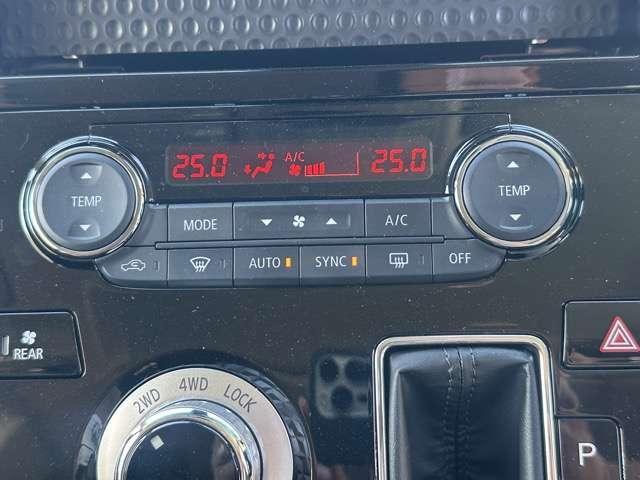 25.0 A/C 25.0
TEMP
TEMP
MODE A/C
AUTO SYNC OFF
REAR
2WD 4WD LOCK
P